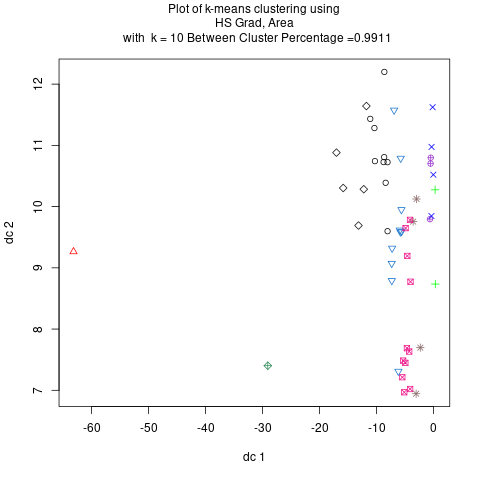 Plot of k-means clustering using
HS Grad, Area
with  k = 10 Between Cluster Percentage =0.9911
12
11
10
9
8
7
dc 2
-60 -50 -40 -30 -20 -10 0
dc 1